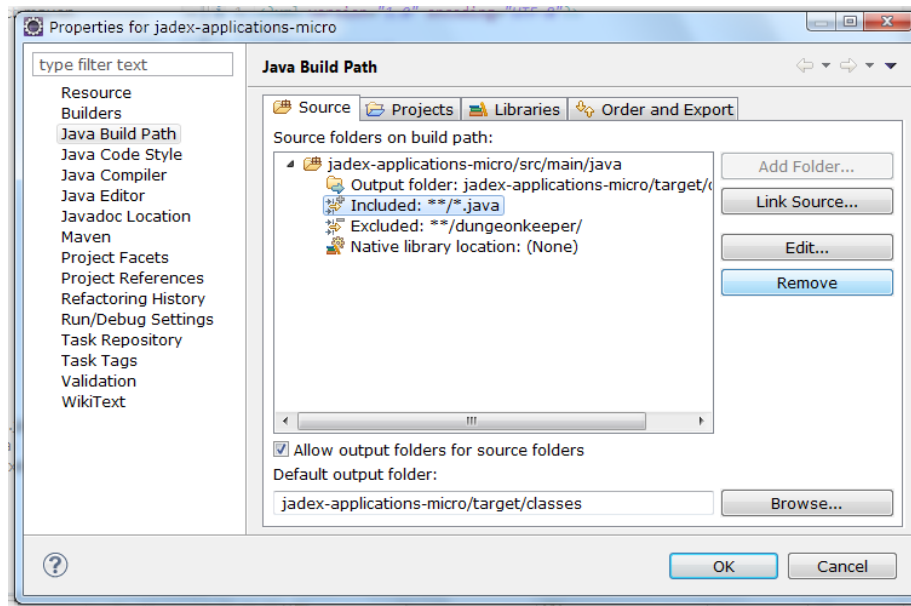 Properties for jadex-applications-micro
type filter text
Java Build Path
Resource
Builders
Java Build Path
Java Code Style
Java Compiler
Java Editor
Javadoc Location
Maven
Project Facets
Project References
Refactoring History
Run/Debug Settings
Task Repository
Task Tags
Validation
WikiText
Source
Projects
Libraries
Order and Export
Source folders on build path:
jadex-applications-micro/src/main/java
Output folder: jadex-applications-micro/target/
Included: **/*.java
Excluded: **/dungeonkeeper/
Native library location: (None)
Add Folder...
Link Source...
Edit...
Remove
Allow output folders for source folders
Default output folder:
jadex-applications-micro/target/classes
Browse...
OK
Cancel